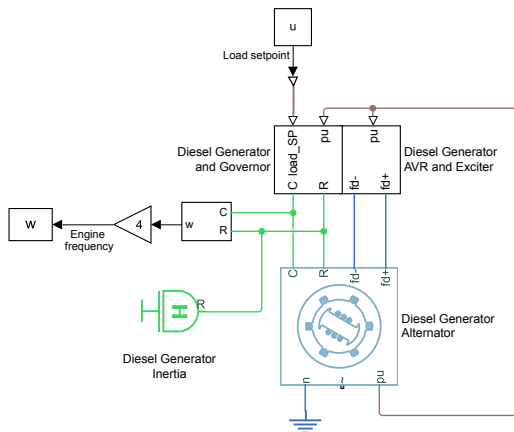 u
Load setpoint
Diesel Generator
and Governor
load_SP
pu
pu
C
R
fd-
fd+
Diesel Generator
AVR and Exciter
W
Engine
frequency
4
w
C
R
R
H
Diesel Generator
Inertia
C
R
fd-
fd+
Diesel Generator
Alternator
n
~
pu